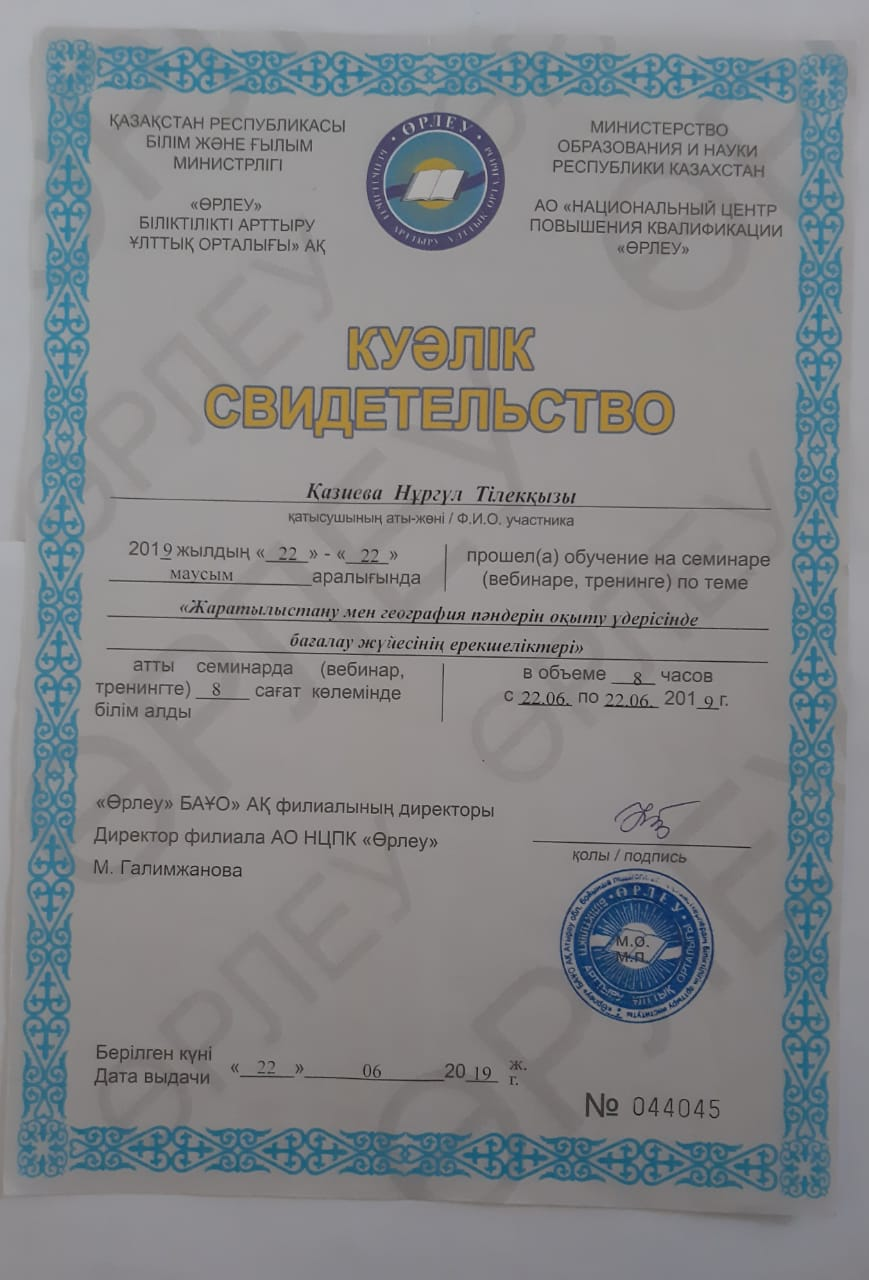 ҚАЗАҚСТАН РЕСПУБЛИКАСЫ
БІЛІМ ЖӘНЕ ҒЫЛЫМ
МИНИСТРЛІГІ
«ӨРЛЕУ»
БІЛІКТІЛІКТІ АРТТЫРУ
ҰЛТТЫҚ ОРТАЛЫҒЫ» АҚ
ӨРЛЕУ
БІЛІКТІЛІКТІ АРТТЫРУ ҰЛТТЫҚ ОРТАЛЫҒЫ
МИНИСТЕРСТВО
ОБРАЗОВАНИЯ И НАУКИ
РЕСПУБЛИКИ КАЗАХСТАН
АО «НАЦИОНАЛЬНЫЙ ЦЕНТР
ПОВЫШЕНИЯ КВАЛИФИКАЦИИ
«ӨРЛЕУ»
КУӘЛІК
СВИДЕТЕЛЬСТВО
Қазиева Нұргүл Тілекқызы
қатысушының аты-жөні / Ф.И.О. участника
2019 жылдың «22» - «22»
маусым аралығында
прошел(а) обучение на семинаре
(вебинаре, тренинге) по теме
«Жаратылыстану мен география пәндерін оқыту үдерісінде
бағалау жүйесінің ерекшеліктері»
атты семинарда (вебинар,
тренингте) 8 сағат көлемінде
білім алды
в объеме 8 часов
с 22.06. по 22.06. 2019 г.
«Өрлеу» БАҰО» АҚ филиалының директоры
Директор филиала АО НЦПК «Өрлеу»
М. Галимжанова
қолы / подпись
ӨРЛЕУ
М.О.
М.П.
Берілген күні
Дата выдачи
«22» 06 2019 ж.
г.
№ 044045